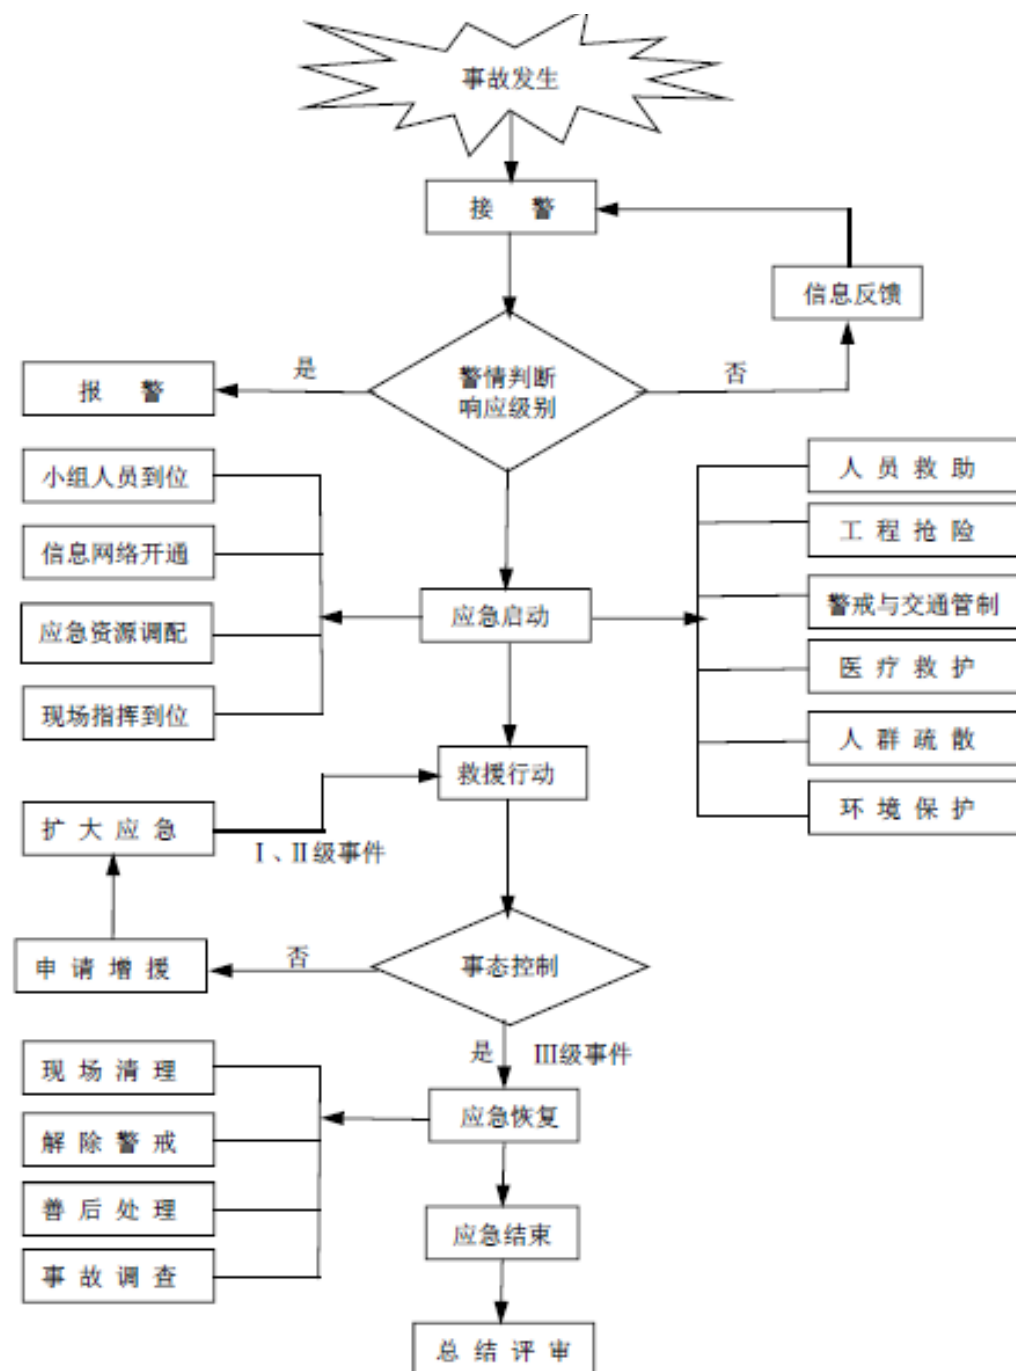 事故发生
接 警
信息反馈
是
警情判断
响应级别
否
报 警
小组人员到位
信息网络开通
应急资源调配
现场指挥到位
应急启动
人员救助
工程抢险
警戒与交通管制
医疗救护
人群疏散
环境保护
救援行动
扩大应急
Ⅰ、Ⅱ级事件
申请增援
否
事态控制
是
Ⅲ级事件
现场清理
解除警戒
善后处理
事故调查
应急恢复
应急结束
总结评审